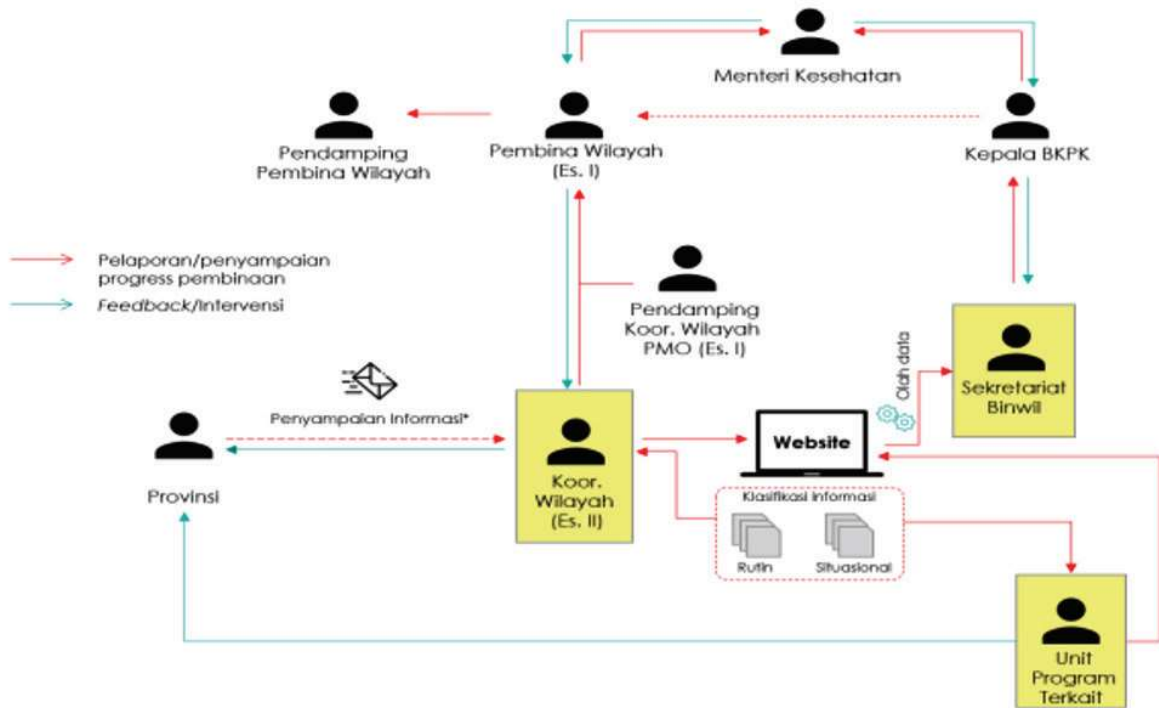 Menteri Kesehatan
Pendamping
Pembina Wilayah
Pembina Wilayah
(Es. I)
Kepala BKPK
Pelaporan/penyampaian
progress pembinaan
Feedback/Intervensi
Pendamping
Koor. Wilayah
PMO (Es. I)
Olah data
Sekretariat
Binwil
Penyampaian Informasi*
Website
Provinsi
Koor.
Wilayah
(Es. II)
Klasifikasi informasi
Rutin
Situasional
Unit
Program
Terkait